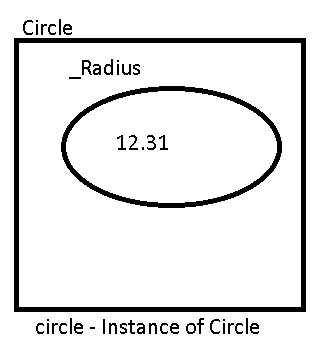 Circle
_Radius
12.31
circle - Instance of Circle